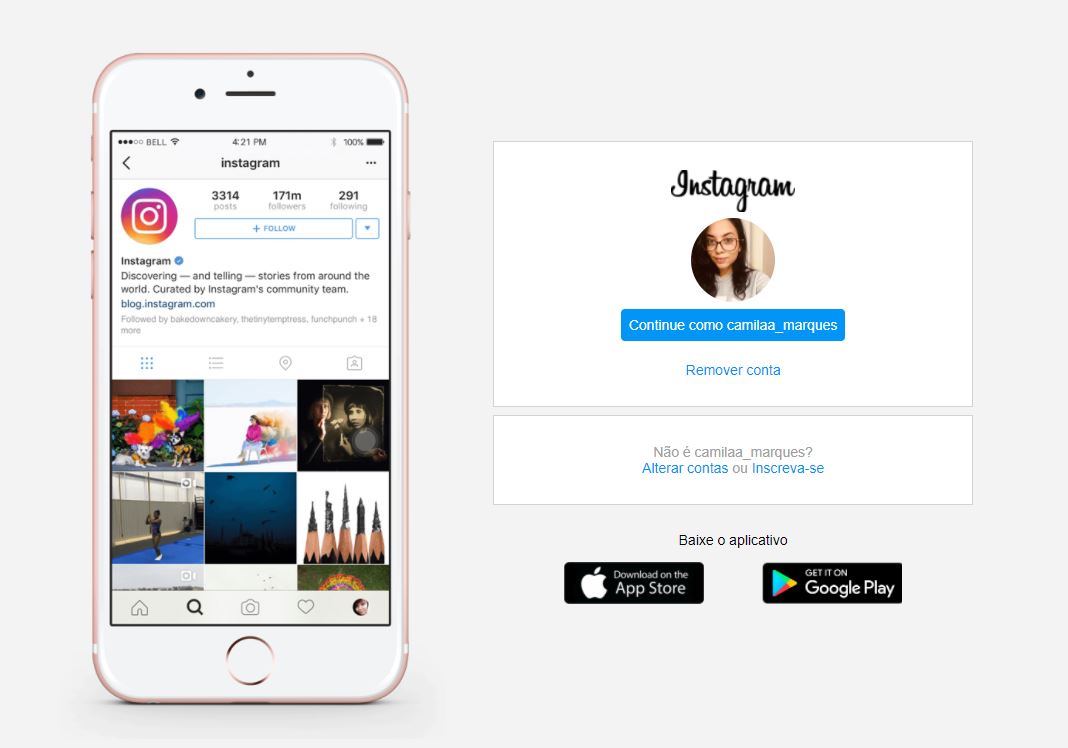 ●●●○○ BELL 4:21 PM 100%
instagram
3314 171m 291
posts followers following
+ FOLLOW
Instagram
Discovering — and telling — stories from around the
world. Curated by Instagram's community team.
blog.instagram.com
Followed by bakedowncakery, thetinytemptress, funchpunch + 18
more
Instagram
Continue como camilaa_marques
Remover conta
Não é camilaa_marques?
Alterar contas ou Inscreva-se
Baixe o aplicativo
Download on the
App Store
GET IT ON
Google Play